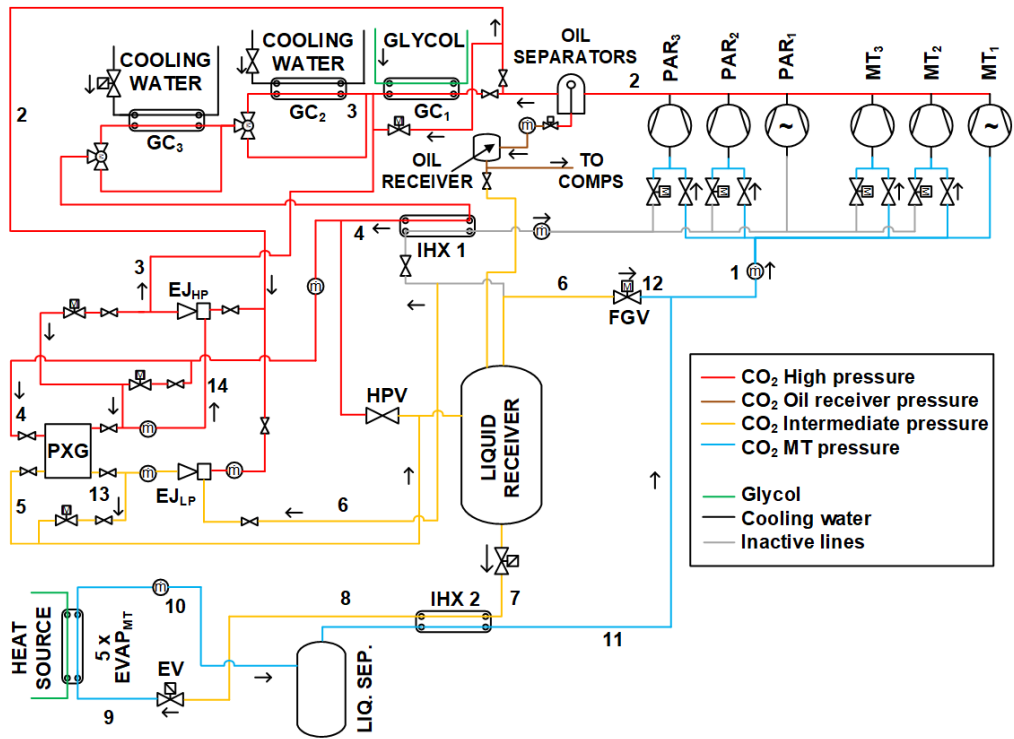 COOLING
WATER
COOLING
WATER
GLYCOL
OIL
SEPARATORS
PAR3
PAR2
PAR1
MT3
MT2
MT1
2
2
3
GC1
GC2
GC3
M
m
OIL
RECEIVER
TO
COMPS
M
M
M
4
IHX 1
m
3
EJHP
m
1
m
6
12
M
FGV
M
M
14
HPV
4
m
PXG
LIQUID
RECEIVER
5
13
m
EJLP
m
6
M
CO2 High pressure
CO2 Oil receiver pressure
CO2 Intermediate pressure
CO2 MT pressure
Glycol
Cooling water
Inactive lines
HEAT
SOURCE
5 x
EVAPMT
m
10
8
IHX 2
7
11
EV
9
LIQ. SEP.